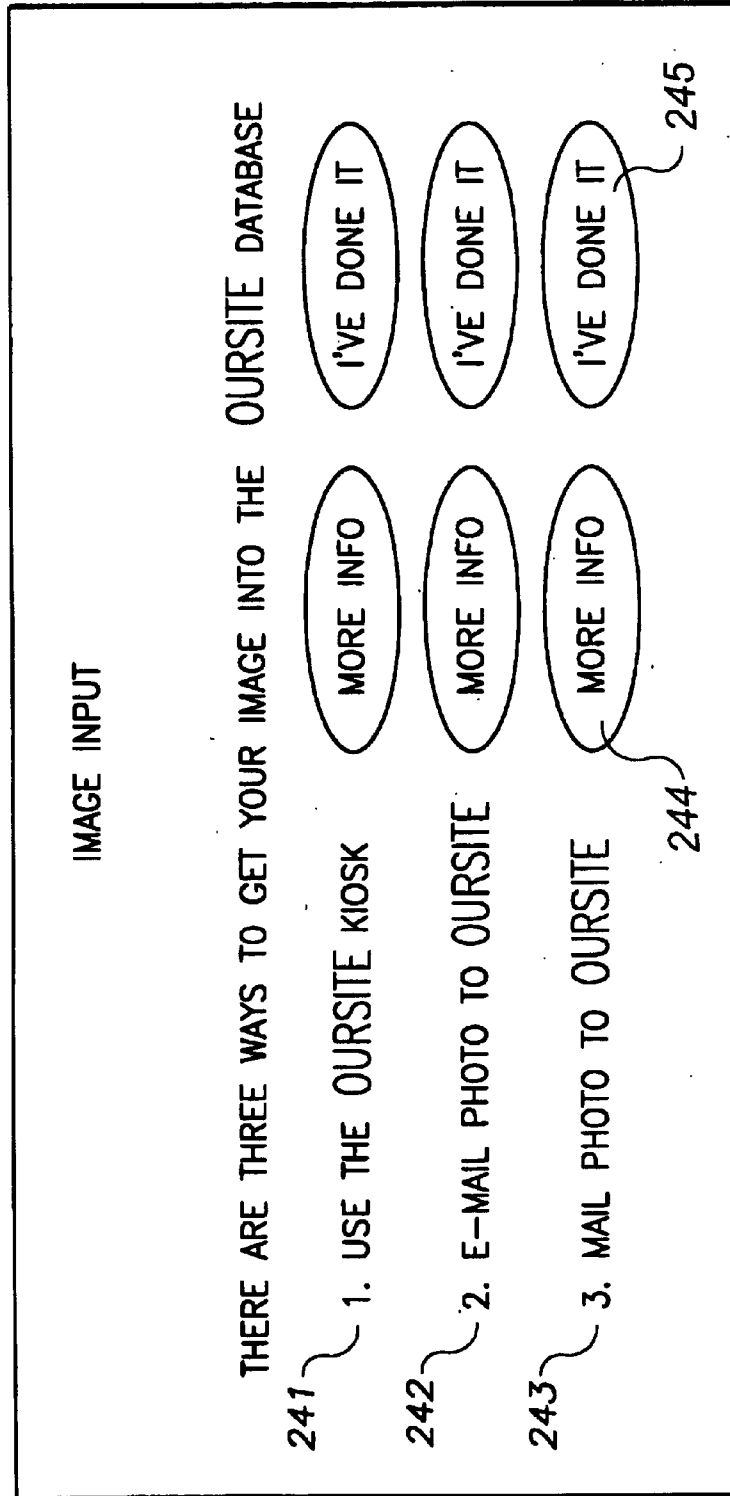 IMAGE INPUT
THERE ARE THREE WAYS TO GET YOUR IMAGE INTO THE OURSITE DATABASE
241 1. USE THE OURSITE KIOSK MORE INFO I'VE DONE IT
242 2. E-MAIL PHOTO TO OURSITE MORE INFO I'VE DONE IT
243 3. MAIL PHOTO TO OURSITE MORE INFO I'VE DONE IT
244 245